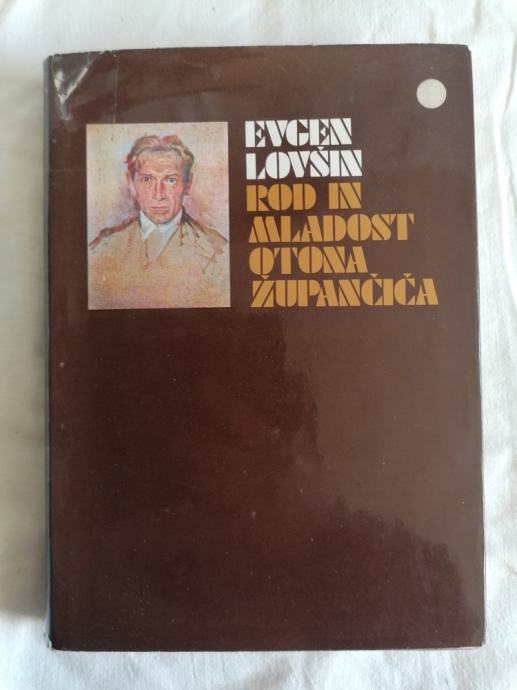 EVGEN
LOVŠIN
ROD IN
MLADOST
OTONA
ŽUPANČIČA